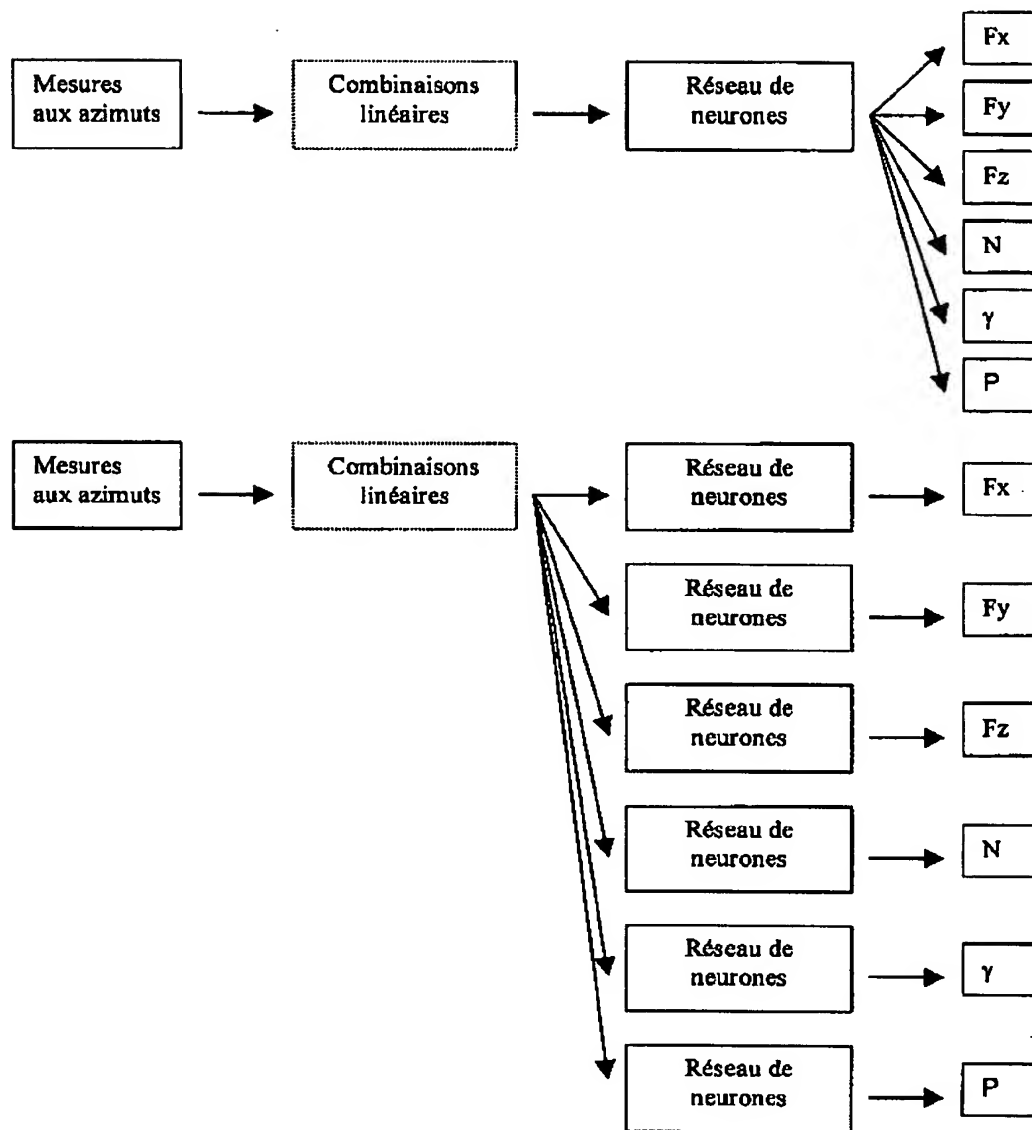 Mesures
aux azimuts
Combinaisons
linéaires
Réseau de
neurones
Fx
Fy
Fz
N
γ
P
Mesures
aux azimuts
Combinaisons
linéaires
Réseau de
neurones
Fx
Réseau de
neurones
Fy
Réseau de
neurones
Fz
Réseau de
neurones
N
Réseau de
neurones
γ
Réseau de
neurones
P